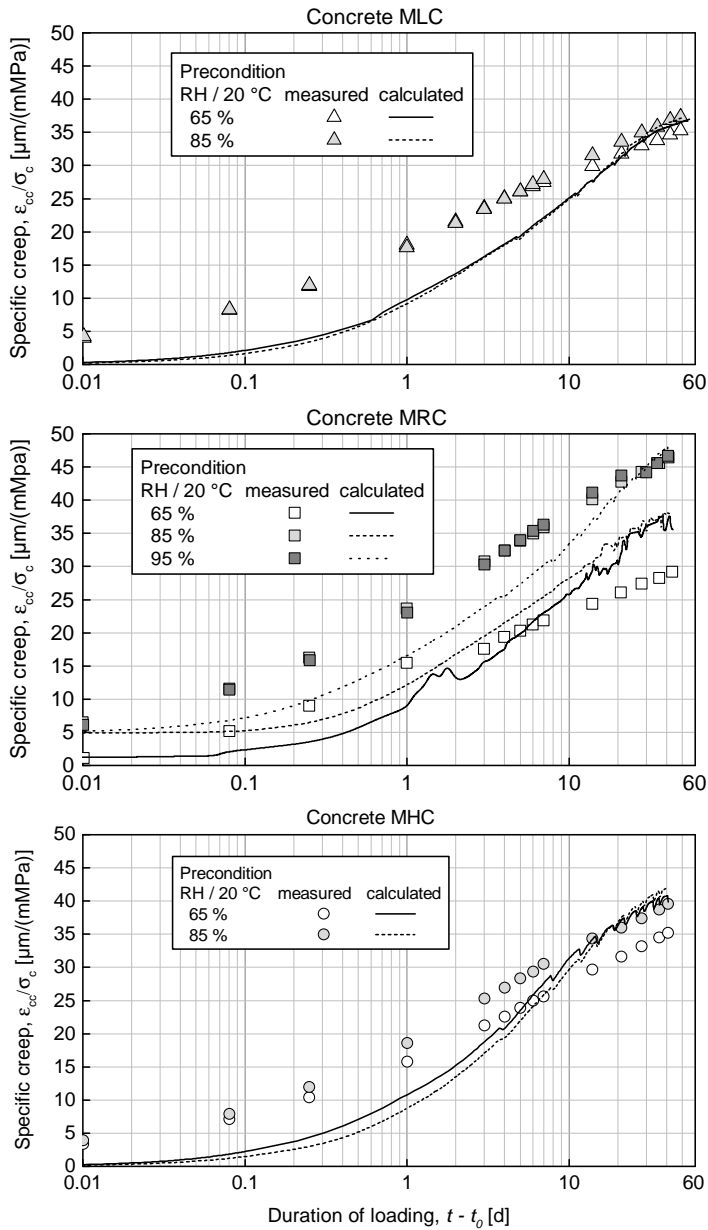 Concrete MLC
Specific creep, εcc/σc [µm/(mMPa)]
50
45
40
35
30
25
20
15
10
5
0
Precondition
RH / 20 °C measured calculated
65 %
85 %
0.01 0.1 1 10 60
Concrete MRC
Specific creep, εcc/σc [µm/(mMpa)]
50
45
40
35
30
25
20
15
10
5
0
Precondition
RH / 20 °C measured calculated
65 %
85 %
95 %
0.01 0.1 1 10 60
Concrete MHC
Specific creep, εcc/σc [µm/(mMPa)]
50
45
40
35
30
25
20
15
10
5
0
Precondition
RH / 20 °C measured calculated
65 %
85 %
0.01 0.1 1 10 60
Duration of loading, t - t0 [d]